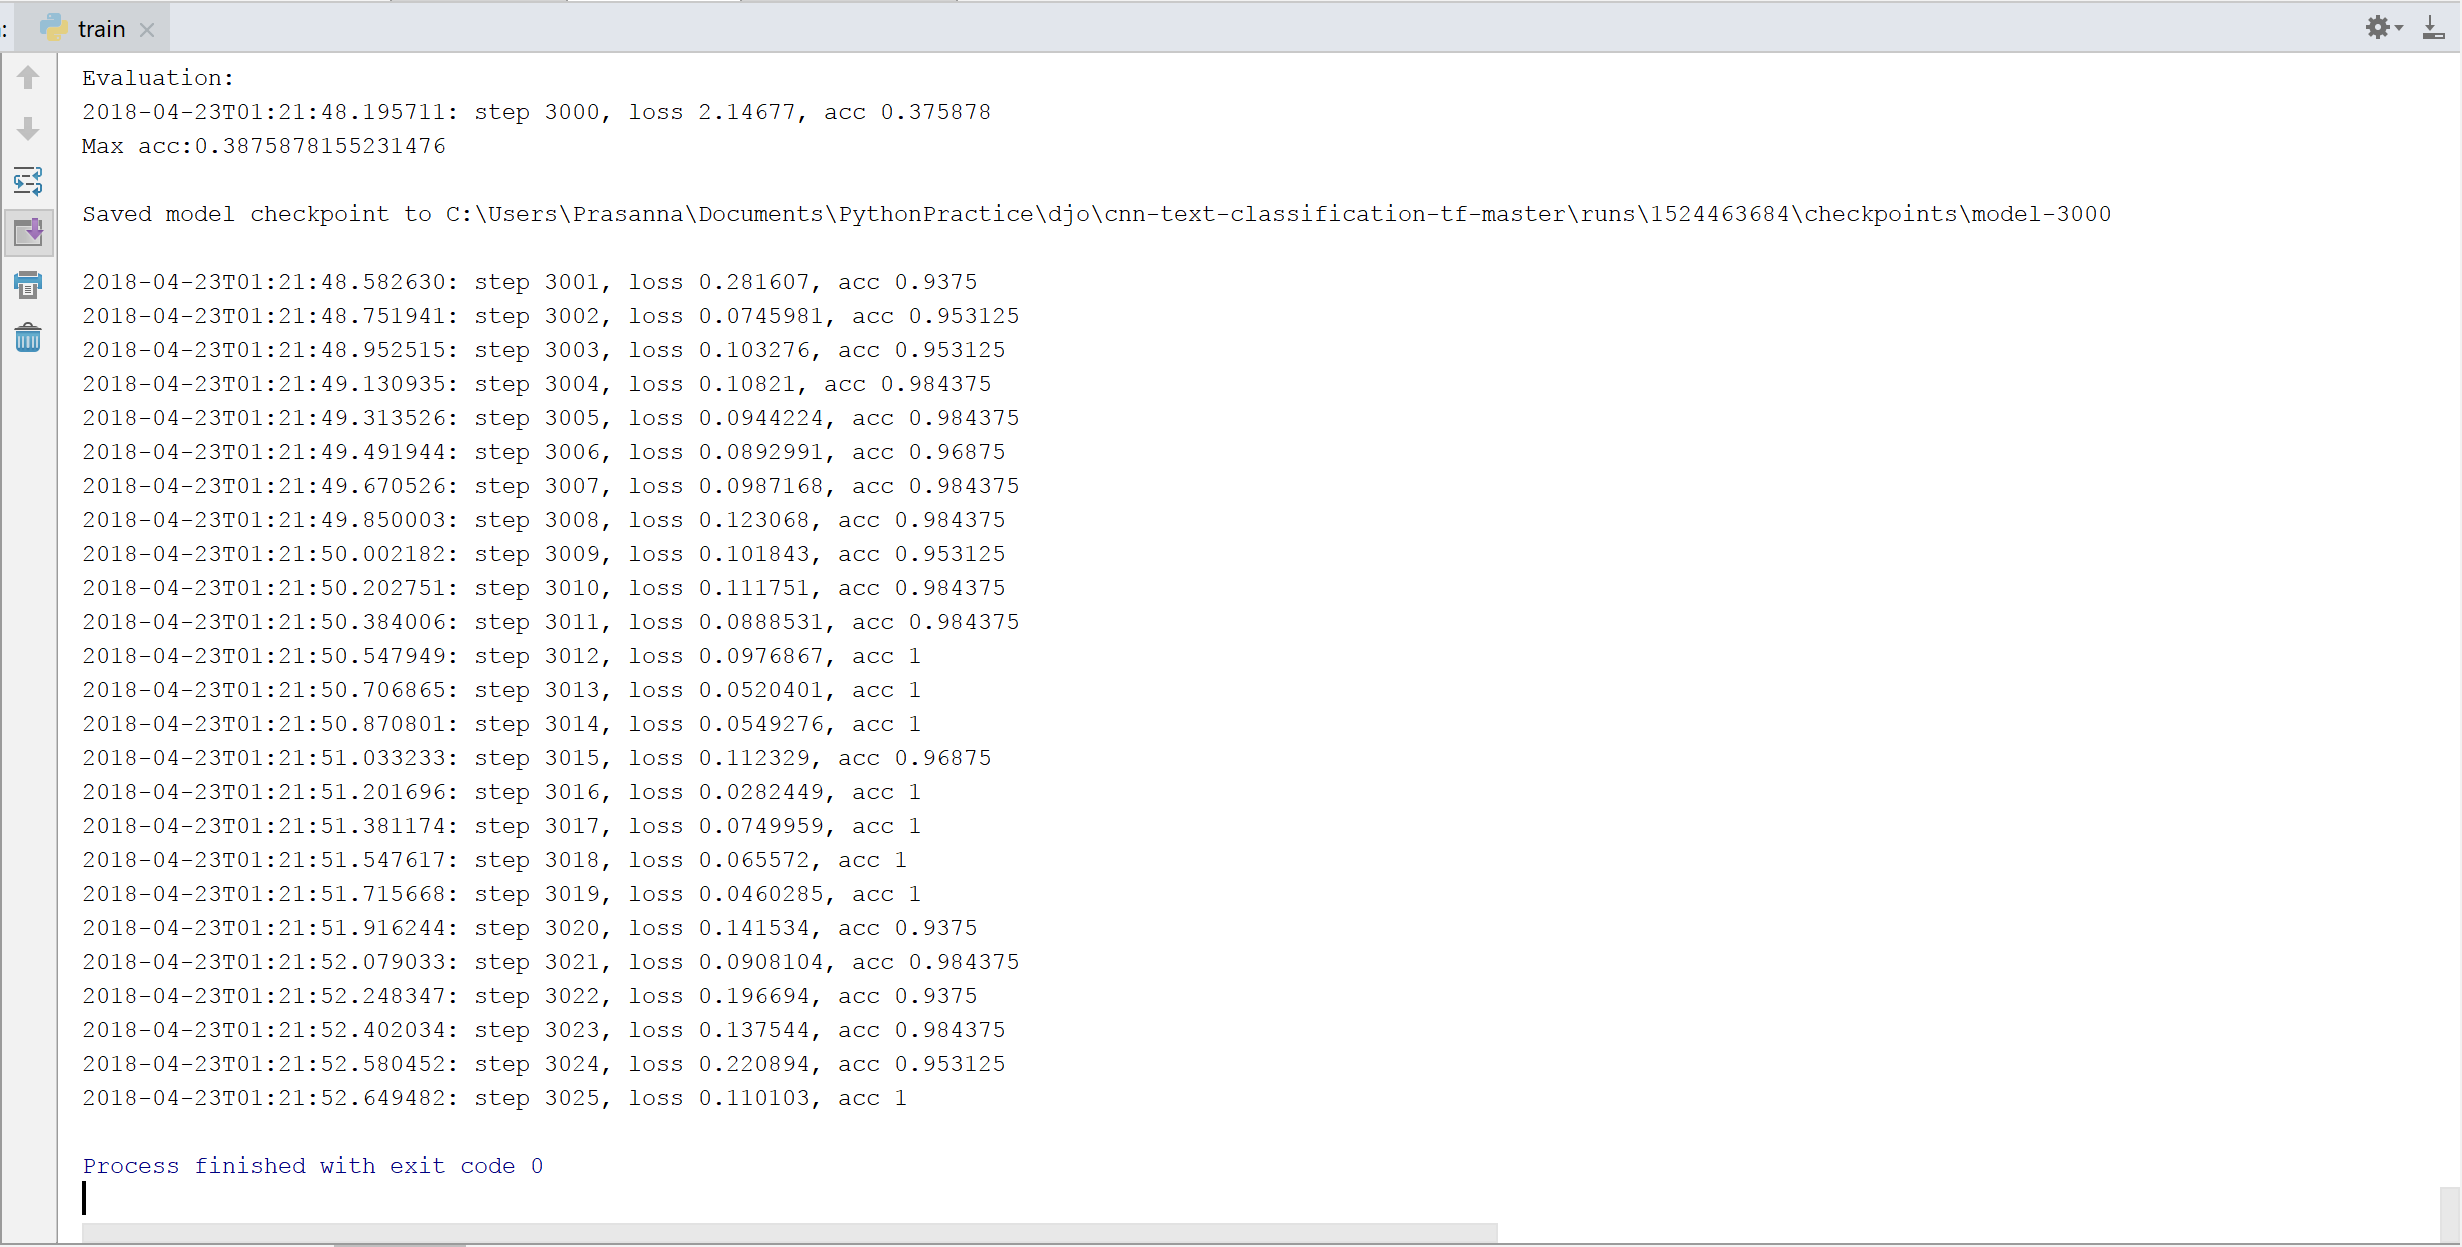 : train
Evaluation:
2018-04-23T01:21:48.195711: step 3000, loss 2.14677, acc 0.375878
Max acc:0.3875878155231476
Saved model checkpoint to C:\Users\Prasanna\Documents\PythonPractice\djo\cnn-text-classification-tf-master\runs\1524463684\checkpoints\model-3000
2018-04-23T01:21:48.582630: step 3001, loss 0.281607, acc 0.9375
2018-04-23T01:21:48.751941: step 3002, loss 0.0745981, acc 0.953125
2018-04-23T01:21:48.952515: step 3003, loss 0.103276, acc 0.953125
2018-04-23T01:21:49.130935: step 3004, loss 0.10821, acc 0.984375
2018-04-23T01:21:49.313526: step 3005, loss 0.0944224, acc 0.984375
2018-04-23T01:21:49.491944: step 3006, loss 0.0892991, acc 0.96875
2018-04-23T01:21:49.670526: step 3007, loss 0.0987168, acc 0.984375
2018-04-23T01:21:49.850003: step 3008, loss 0.123068, acc 0.984375
2018-04-23T01:21:50.002182: step 3009, loss 0.101843, acc 0.953125
2018-04-23T01:21:50.202751: step 3010, loss 0.111751, acc 0.984375
2018-04-23T01:21:50.384006: step 3011, loss 0.0888531, acc 0.984375
2018-04-23T01:21:50.547949: step 3012, loss 0.0976867, acc 1
2018-04-23T01:21:50.706865: step 3013, loss 0.0520401, acc 1
2018-04-23T01:21:50.870801: step 3014, loss 0.0549276, acc 1
2018-04-23T01:21:51.033233: step 3015, loss 0.112329, acc 0.96875
2018-04-23T01:21:51.201696: step 3016, loss 0.0282449, acc 1
2018-04-23T01:21:51.381174: step 3017, loss 0.0749959, acc 1
2018-04-23T01:21:51.547617: step 3018, loss 0.065572, acc 1
2018-04-23T01:21:51.715668: step 3019, loss 0.0460285, acc 1
2018-04-23T01:21:51.916244: step 3020, loss 0.141534, acc 0.9375
2018-04-23T01:21:52.079033: step 3021, loss 0.0908104, acc 0.984375
2018-04-23T01:21:52.248347: step 3022, loss 0.196694, acc 0.9375
2018-04-23T01:21:52.402034: step 3023, loss 0.137544, acc 0.984375
2018-04-23T01:21:52.580452: step 3024, loss 0.220894, acc 0.953125
2018-04-23T01:21:52.649482: step 3025, loss 0.110103, acc 1
Process finished with exit code 0